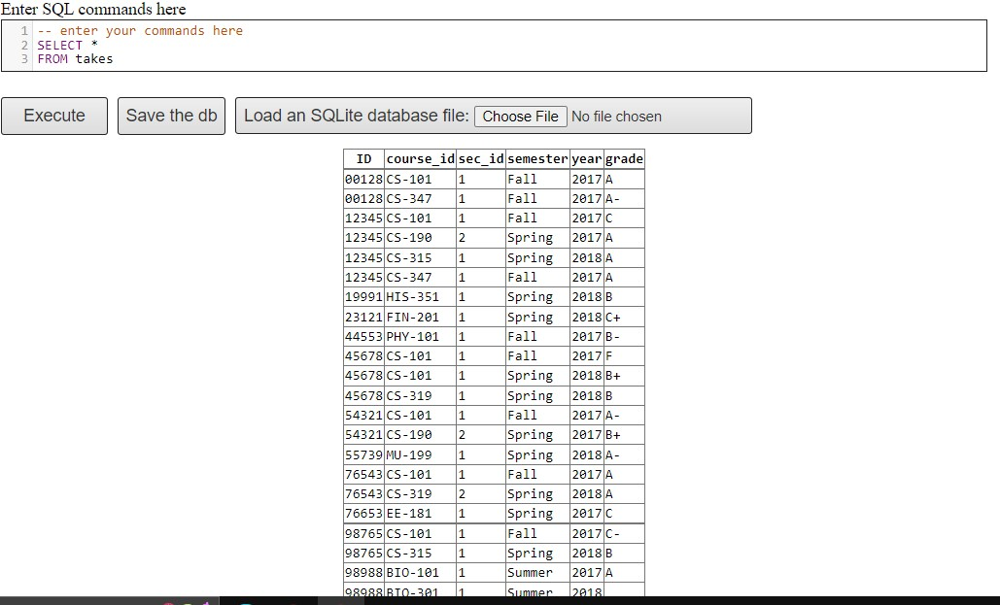 Enter SQL commands here
1 -- enter your commands here
2 SELECT *
3 FROM takes
Execute Save the db Load an SQLite database file: Choose File No file chosen
ID course_id sec_id semester year grade
00128 CS-101 1 Fall 2017 A
00128 CS-347 1 Fall 2017 A-
12345 CS-101 1 Fall 2017 C
12345 CS-190 2 Spring 2017 A
12345 CS-315 1 Spring 2018 A
12345 CS-347 1 Fall 2017 A
19991 HIS-351 1 Spring 2018 B
23121 FIN-201 1 Spring 2018 C+
44553 PHY-101 1 Fall 2017 B-
45678 CS-101 1 Fall 2017 F
45678 CS-101 1 Spring 2018 B+
45678 CS-319 1 Spring 2018 B
54321 CS-101 1 Fall 2017 A-
54321 CS-190 2 Spring 2017 B+
55739 MU-199 1 Spring 2018 A-
76543 CS-101 1 Fall 2017 A
76543 CS-319 2 Spring 2018 A
76653 EE-181 1 Spring 2017 C
98765 CS-101 1 Fall 2017 C-
98765 CS-315 1 Spring 2018 B
98988 BIO-101 1 Summer 2017 A
98988 BIO-301 1 Summer 2018